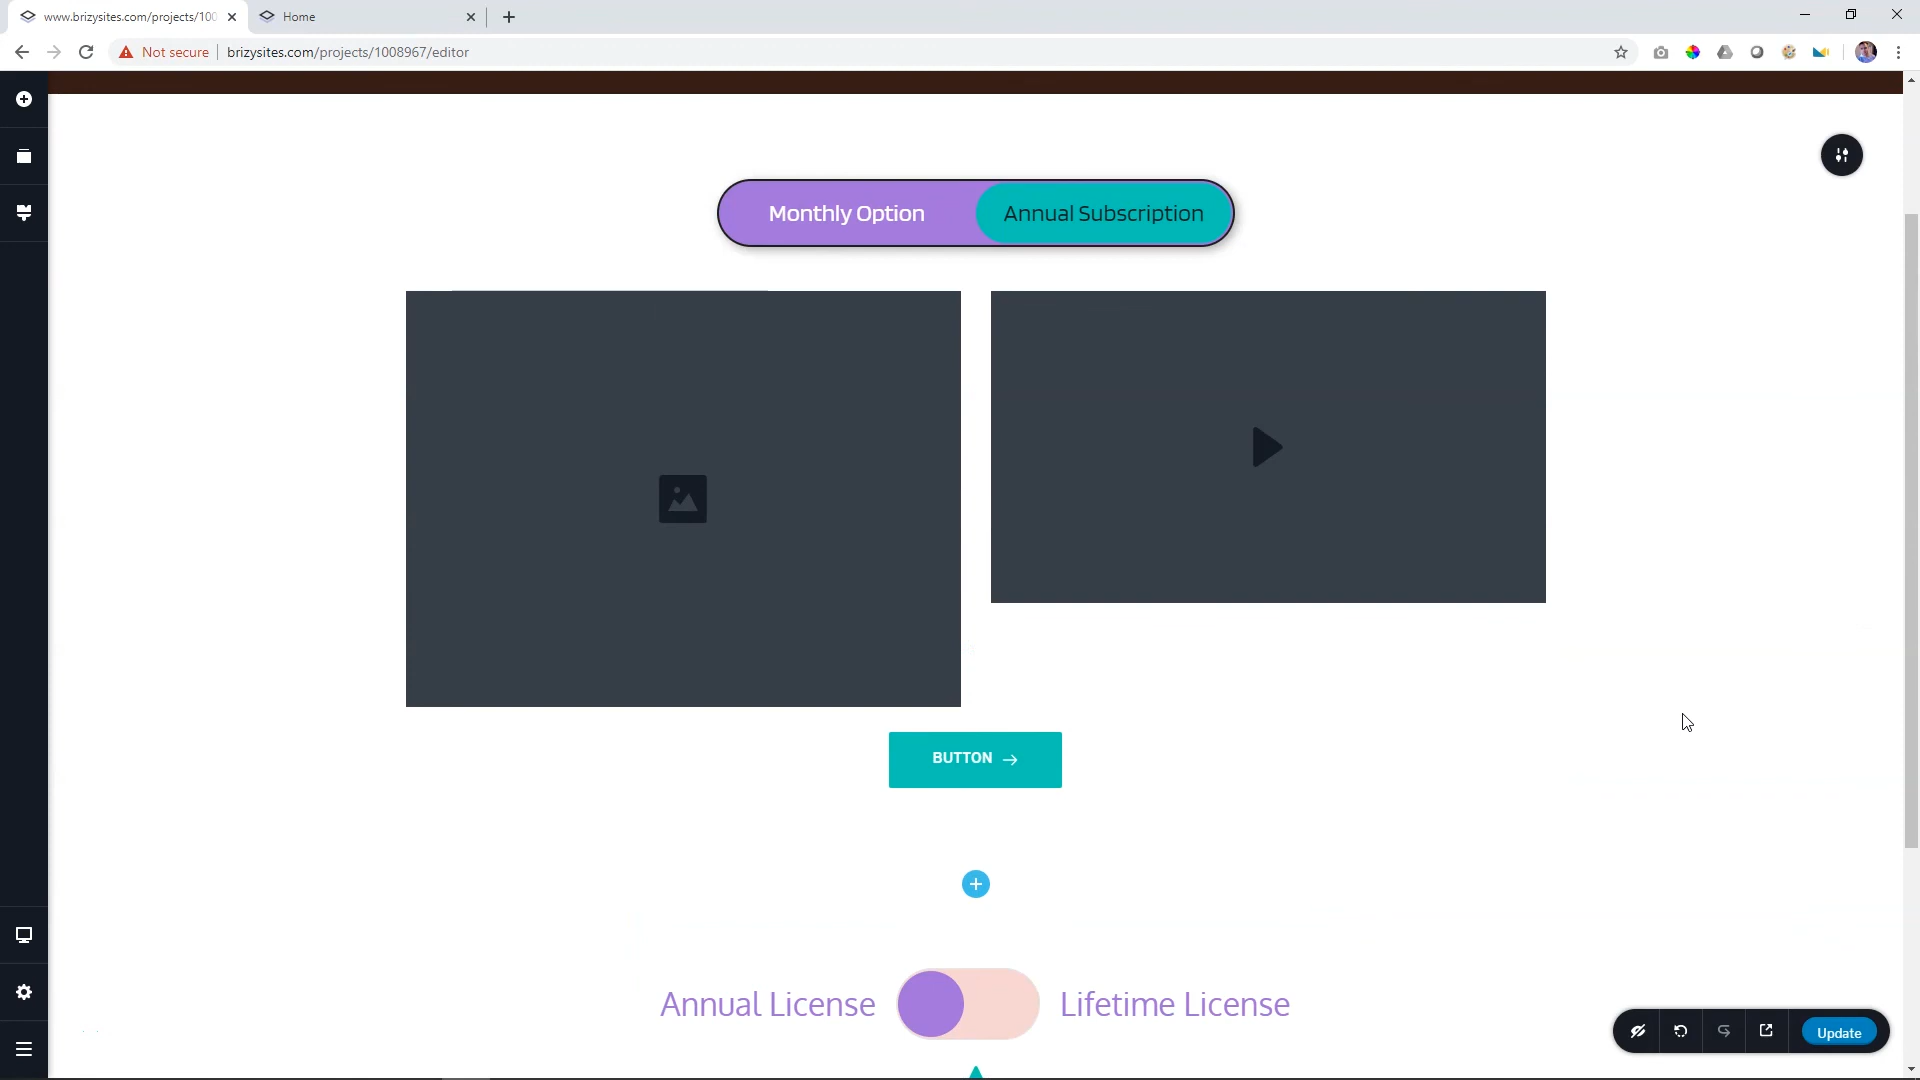 www.brizysites.com/projects/100
Home
Not secure
brizysites.com/projects/1008967/editor
Monthly Option
Annual Subscription
BUTTON
Annual License
Lifetime License
Update